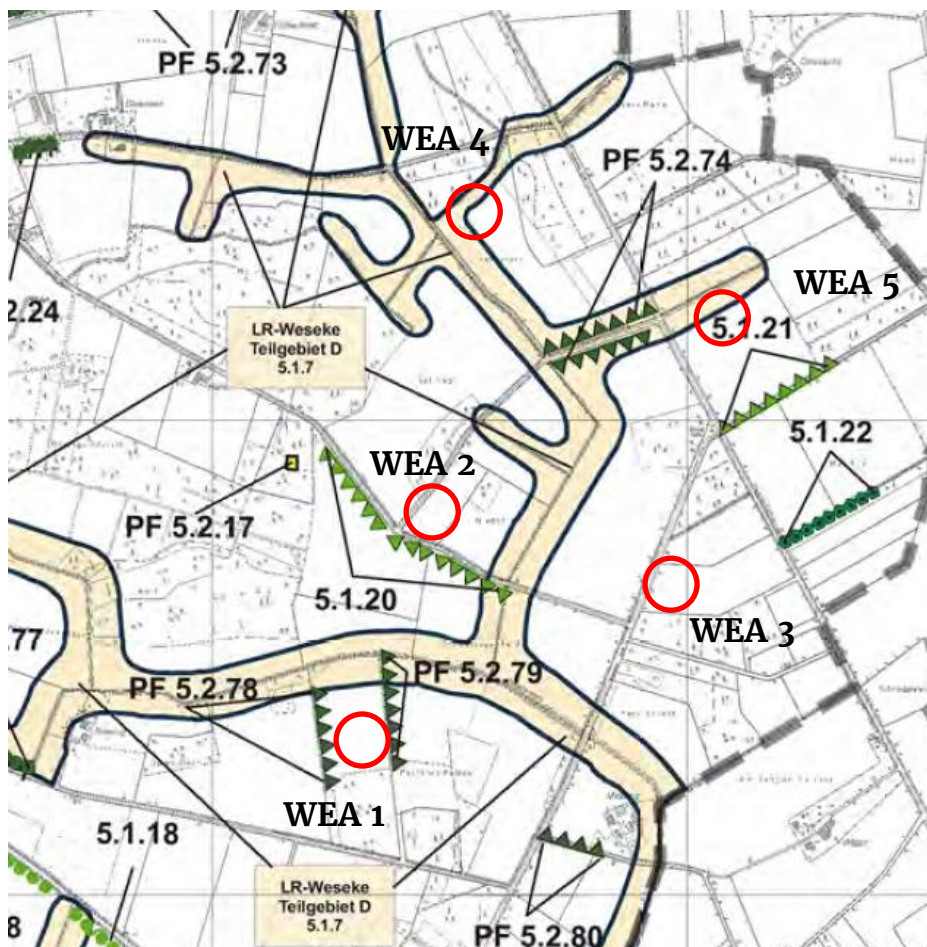 PF 5.2.73
WEA 4
PF 5.2.74
WEA 5
2.24
LR-Weseke
Teilgebiet D
5.1.7
5.1.21
5.1.22
WEA 2
PF 5.2.17
5.1.20
WEA 3
77
PF 5.2.78
PF 5.2.79
WEA 1
5.1.18
LR-Weseke
Teilgebiet D
5.1.7
8
PF 5.2.80